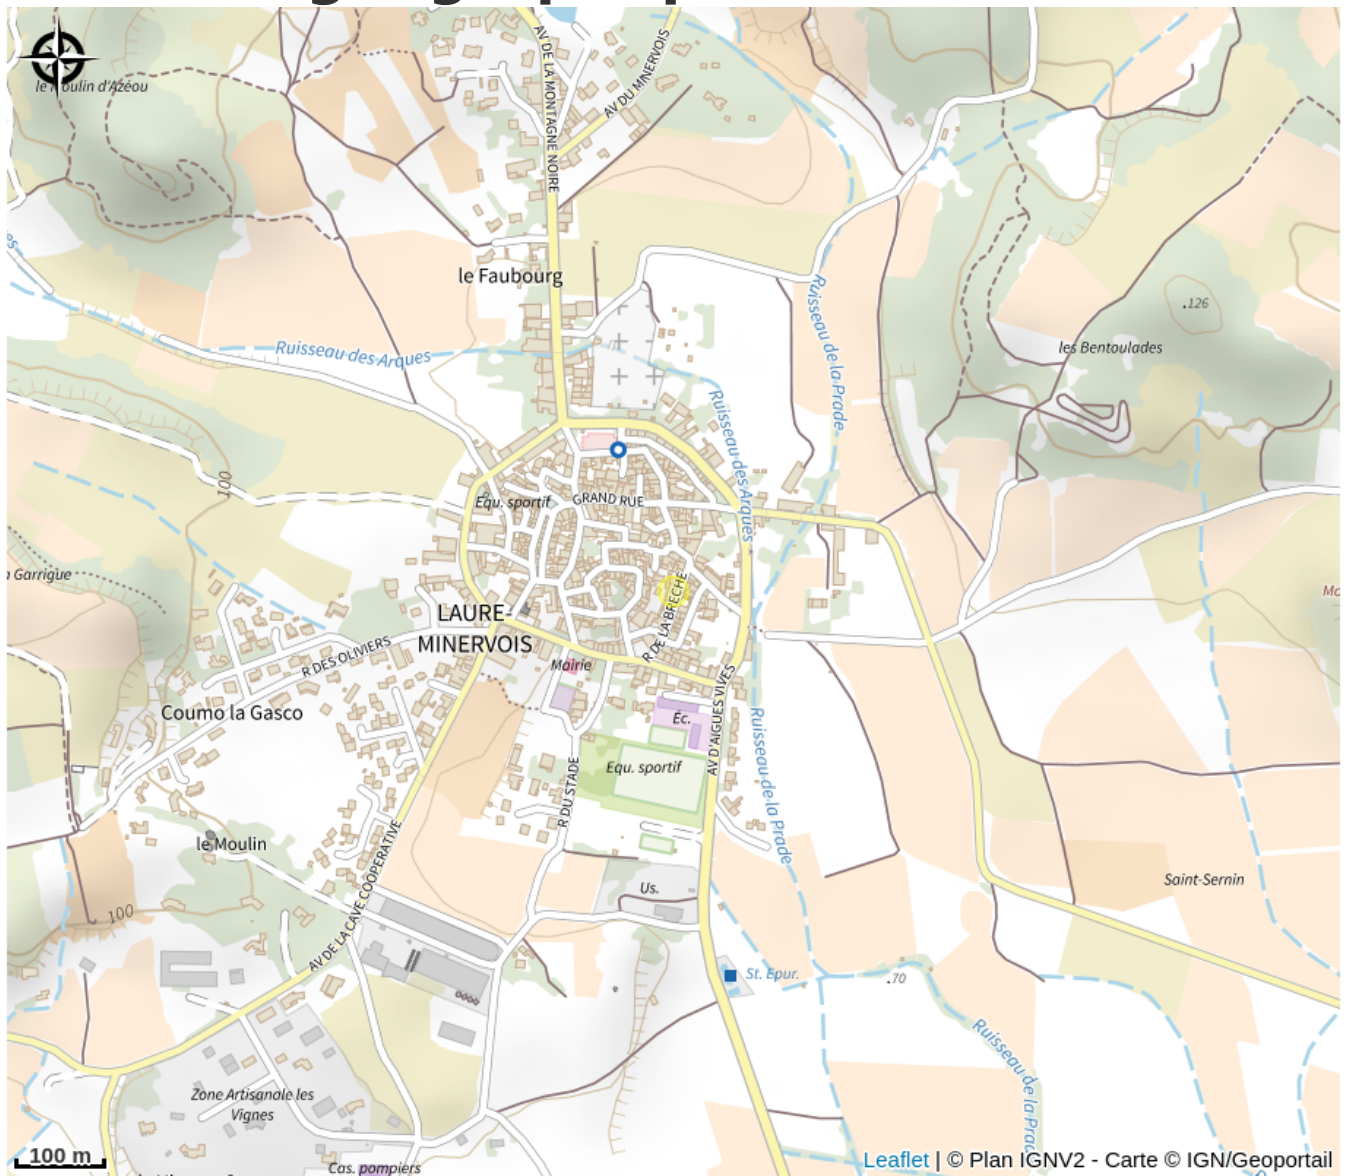 le Moulin d'Azéou
AV DE LA MONTAGNE NOIRE
AV DU MINERVOIS
le Faubourg
Ruisseau de la Prade
.126
les Bentoulades
Ruisseau des Arques
Ruisseau des Arques
100
Equ. sportif
GRAND RUE
Garrigue
R DE LA BRECHE
LAURE-
MINERVOIS
R DES OLIVIERS
Mairie
Coumo la Gasco
Éc.
AV D'AIGUES VIVES
Ruisseau de la Prade
Equ. sportif
R DU STADE
le Moulin
AV DE LA CAVE COOPERATIVE
Us.
Saint-Sernin
100
St. Epur.
.70
Ruisseau de la Prade
Zone Artisanale les
Vignes
100 m
Cas. pompiers
Leaflet | © Plan IGNV2 - Carte © IGN/Geoportail